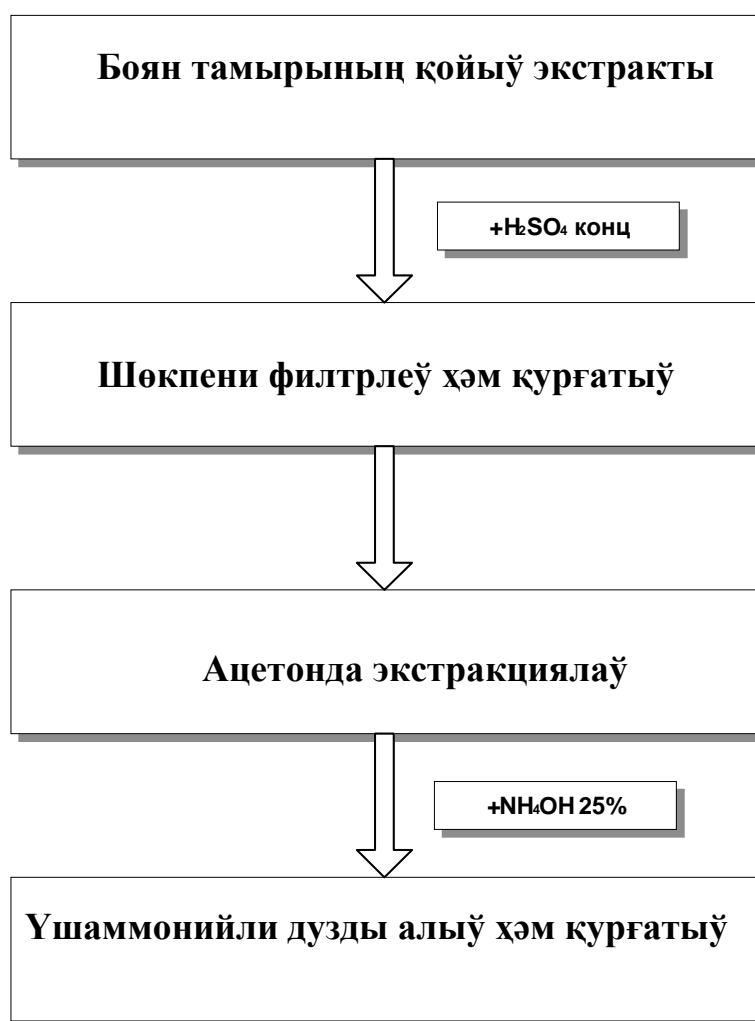 Боян тамырының қойыў экстракты
+H₂SO₄ конц
Шөкпени филтрлеў ҳәм қурғатыў
Ацетонда экстракциялаў
+NH₄OH 25%
Үшаммонийли дузды алыў ҳәм қурғатыў